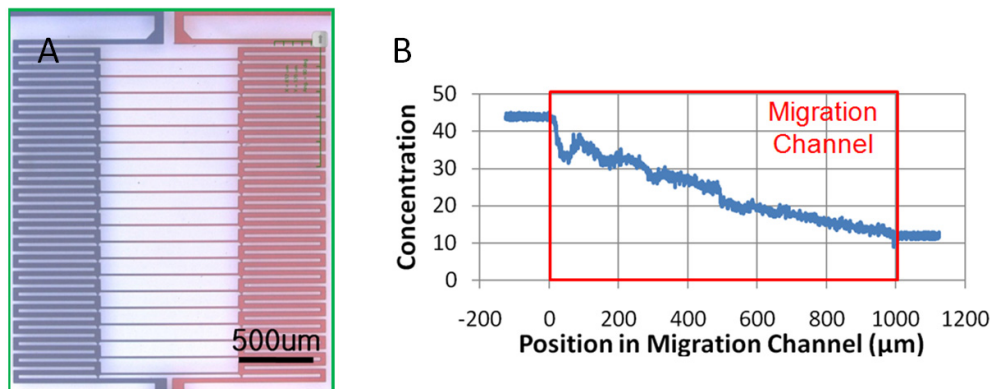 A
500um
B
Concentration
50
40
30
20
10
0
Migration
Channel
-200 0 200 400 600 800 1000 1200
Position in Migration Channel (µm)